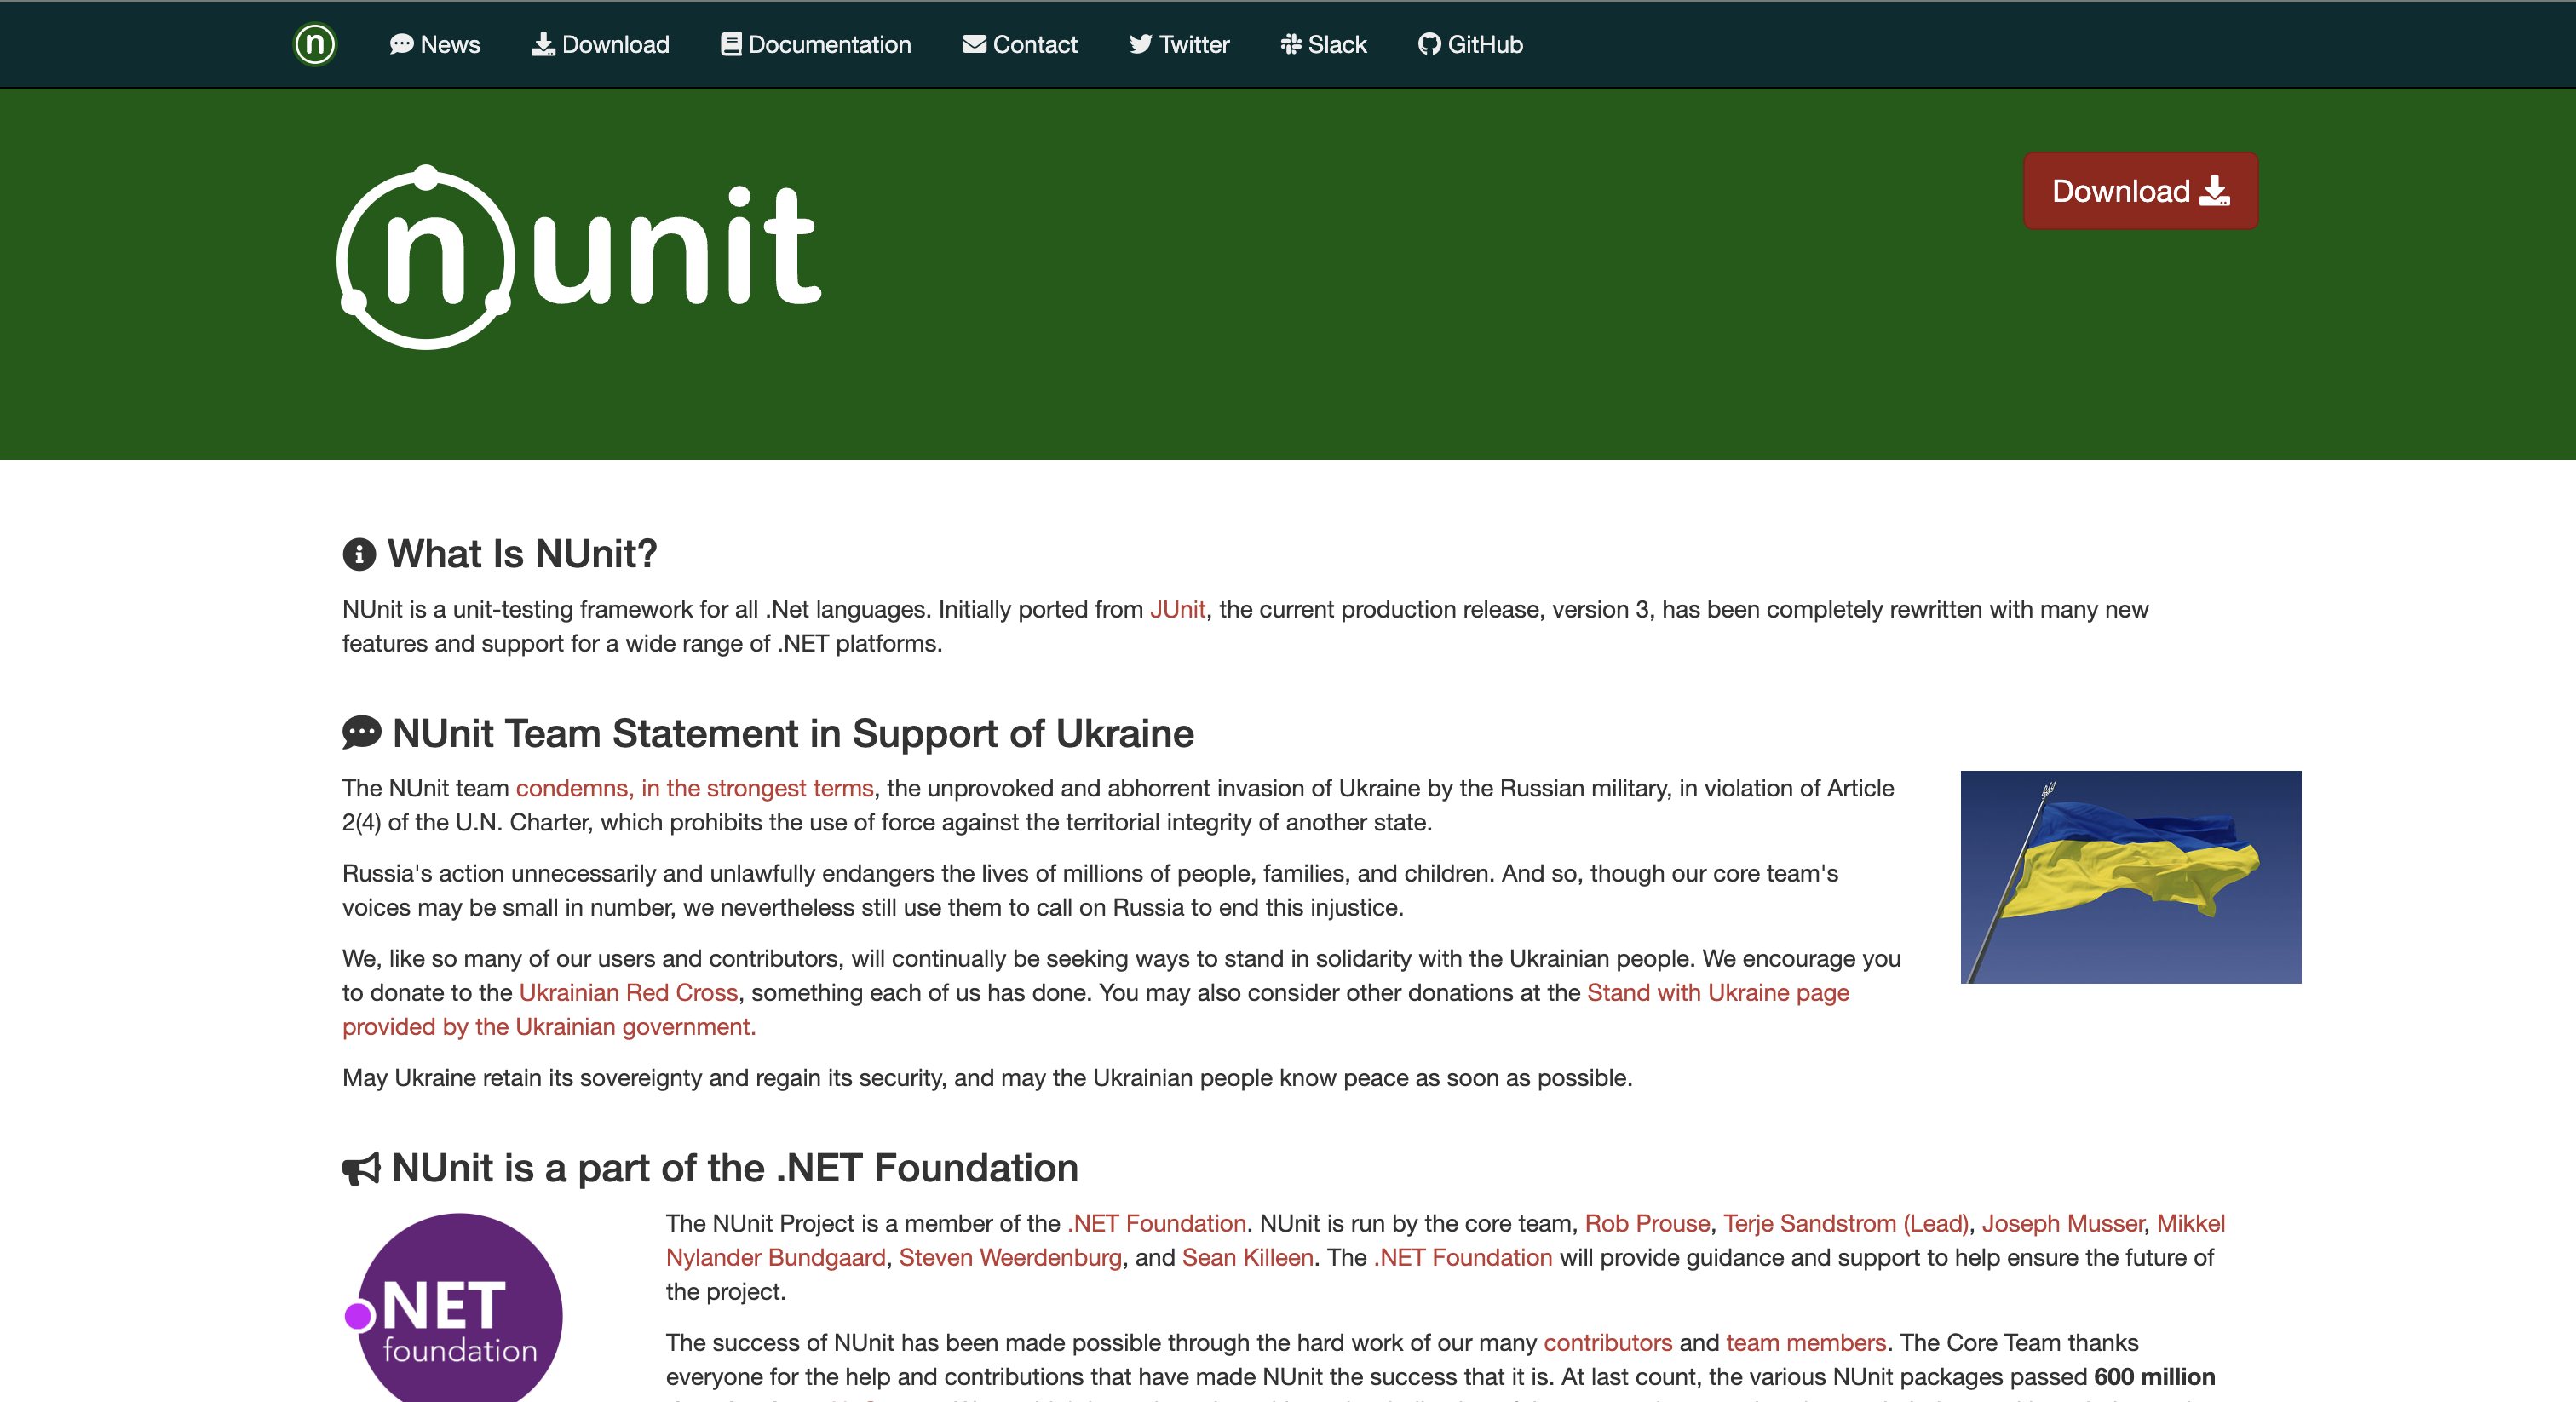 n News Download Documentation Contact Twitter Slack GitHub
nunit
Download
What Is NUnit?
NUnit is a unit-testing framework for all .Net languages. Initially ported from JUnit, the current production release, version 3, has been completely rewritten with many new
features and support for a wide range of .NET platforms.
NUnit Team Statement in Support of Ukraine
The NUnit team condemns, in the strongest terms, the unprovoked and abhorrent invasion of Ukraine by the Russian military, in violation of Article
2(4) of the U.N. Charter, which prohibits the use of force against the territorial integrity of another state.
Russia's action unnecessarily and unlawfully endangers the lives of millions of people, families, and children. And so, though our core team's
voices may be small in number, we nevertheless still use them to call on Russia to end this injustice.
We, like so many of our users and contributors, will continually be seeking ways to stand in solidarity with the Ukrainian people. We encourage you
to donate to the Ukrainian Red Cross, something each of us has done. You may also consider other donations at the Stand with Ukraine page
provided by the Ukrainian government.
May Ukraine retain its sovereignty and regain its security, and may the Ukrainian people know peace as soon as possible.
NUnit is a part of the .NET Foundation
.NET
foundation
The NUnit Project is a member of the .NET Foundation. NUnit is run by the core team, Rob Prouse, Terje Sandstrom (Lead), Joseph Musser, Mikkel
Nylander Bundgaard, Steven Weerdenburg, and Sean Killeen. The .NET Foundation will provide guidance and support to help ensure the future of
the project.
The success of NUnit has been made possible through the hard work of our many contributors and team members. The Core Team thanks
everyone for the help and contributions that have made NUnit the success that it is. At last count, the various NUnit packages passed 600 million